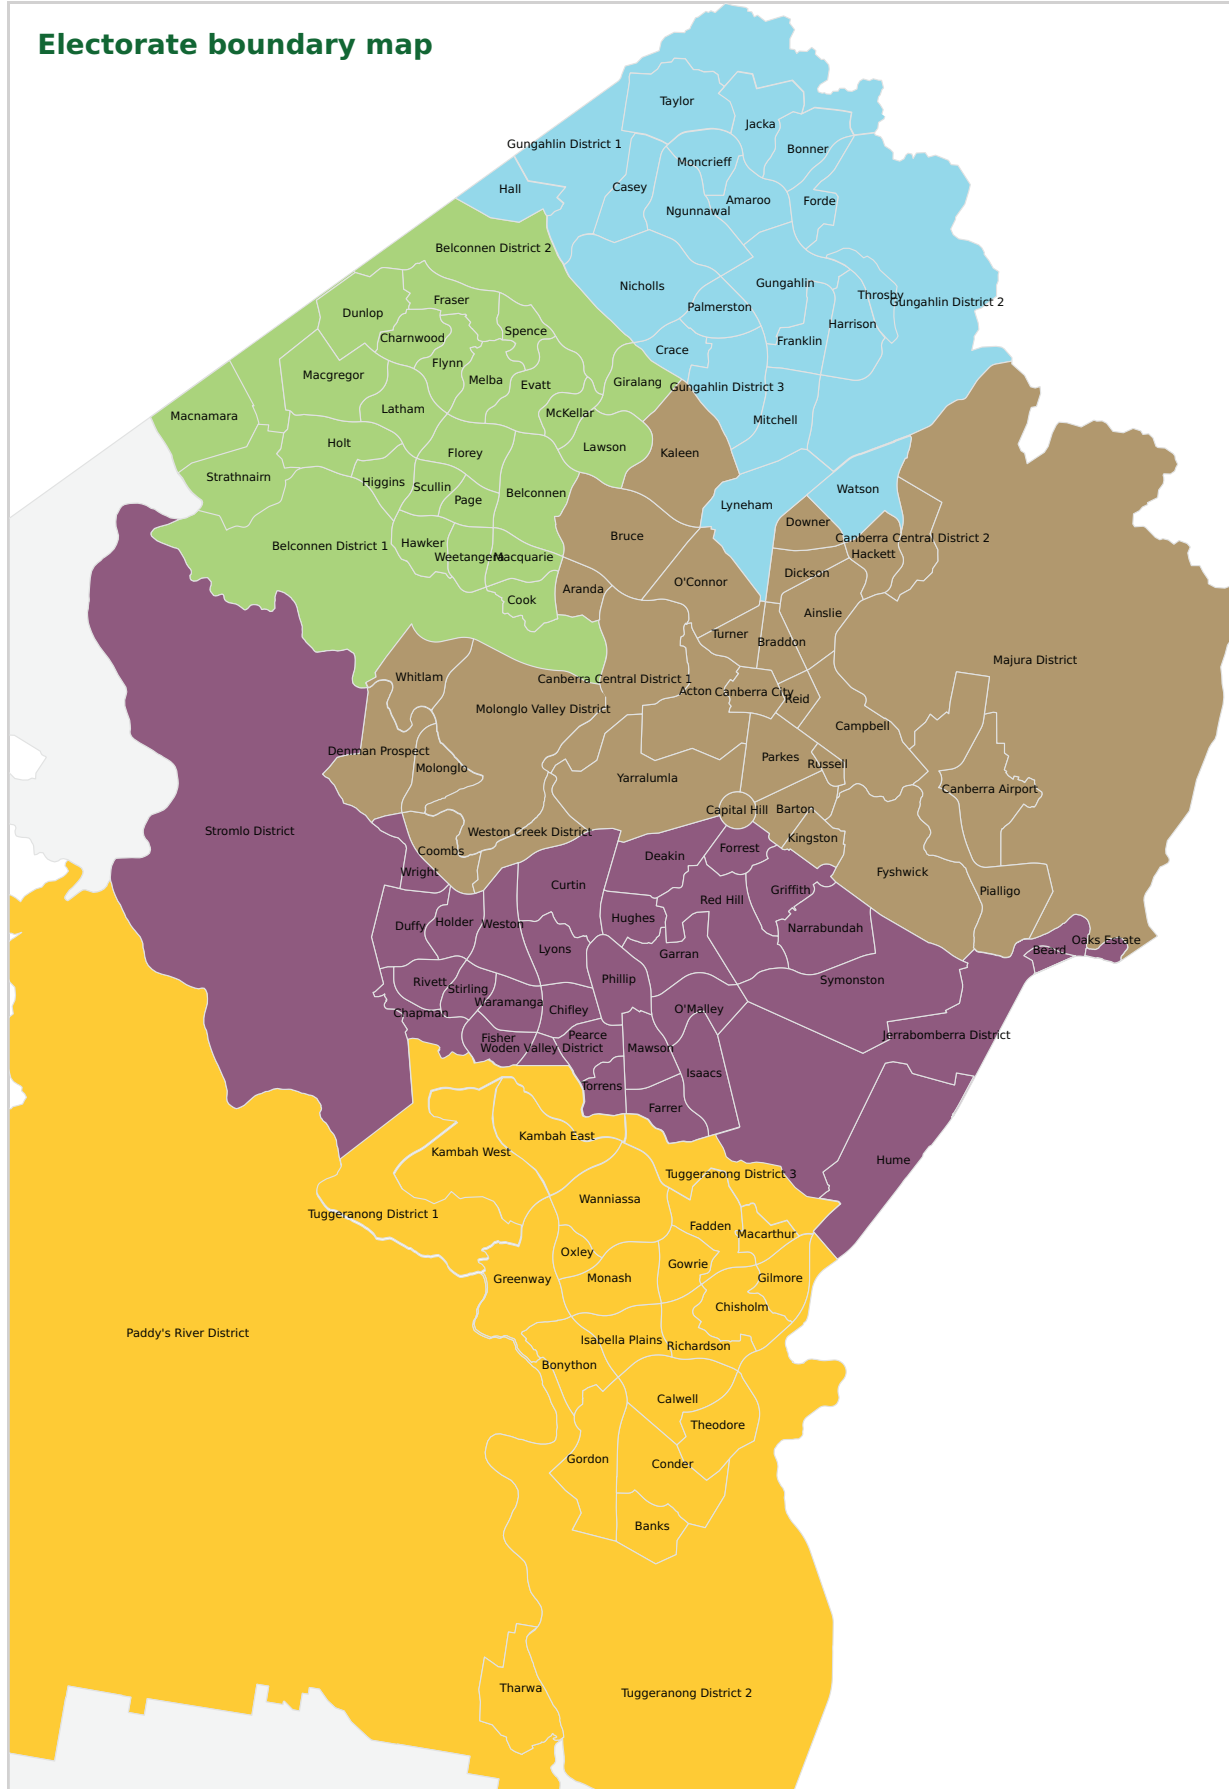 Electorate boundary map
Taylor
Jacka
Gungahlin District 1
Bonner
Moncrieff
Hall
Casey
Amaroo
Forde
Ngunnawal
Belconnen District 2
Nicholls
Gungahlin
Throsby
Fraser
Gungahlin District 2
Palmerston
Dunlop
Harrison
Spence
Charnwood
Franklin
Crace
Flynn
Macgregor
Melba
Giralang
Evatt
Gungahlin District 3
Latham
McKellar
Macnamara
Mitchell
Holt
Lawson
Florey
Kaleen
Strathnairn
Higgins
Scullin
Watson
Belconnen
Page
Lyneham
Downer
Bruce
Canberra Central District 2
Hawker
Belconnen District 1
Hackett
Weetangera
Macquarie
Dickson
O'Connor
Aranda
Cook
Ainslie
Turner
Braddon
Majura District
Whitlam
Canberra Central District 1
Acton
Canberra City
Reid
Molonglo Valley District
Campbell
Denman Prospect
Parkes
Russell
Molonglo
Yarralumla
Canberra Airport
Capital Hill
Barton
Stromlo District
Weston Creek District
Kingston
Forrest
Coombs
Deakin
Wright
Fyshwick
Curtin
Griffith
Pialligo
Red Hill
Hughes
Holder
Weston
Duffy
Narrabundah
Oaks Estate
Lyons
Beard
Garran
Phillip
Symonston
Rivett
Stirling
Waramanga
Chifley
O'Malley
Chapman
Pearce
Jerrabomberra District
Fisher
Woden Valley District
Mawson
Isaacs
Torrens
Farrer
Kambah East
Kambah West
Hume
Tuggeranong District 3
Wanniassa
Tuggeranong District 1
Fadden
Macarthur
Oxley
Gowrie
Greenway
Monash
Gilmore
Chisholm
Paddy's River District
Isabella Plains
Richardson
Bonython
Calwell
Theodore
Gordon
Conder
Banks
Tharwa
Tuggeranong District 2